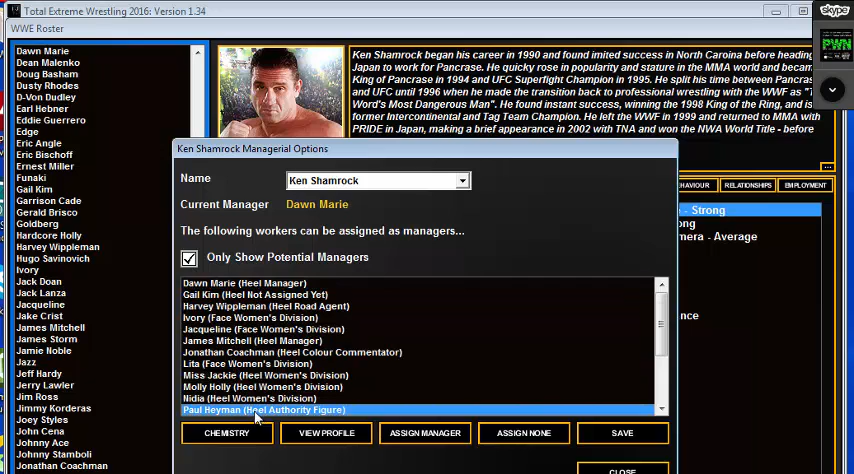 Total Extreme Wrestling 2016: Version 1.34
skype
WWE Roster
PWN
Dawn Marie
Dean Malenko
Doug Basham
Dusty Rhodes
D-Von Dudley
Earl Hebner
Eddie Guerrero
Edge
Eric Angle
Eric Bischoff
Ernest Miller
Funaki
Gail Kim
Garrison Cade
Gerald Brisco
Goldberg
Hardcore Holly
Harvey Wippleman
Hugo Savinovich
Ivory
Jack Doan
Jack Lanza
Jacqueline
Jake Crist
James Mitchell
James Storm
Jamie Noble
Jazz
Jeff Hardy
Jerry Lawler
Jim Ross
Jimmy Korderas
Joey Styles
John Cena
Johnny Ace
Johnny Stamboli
Jonathan Coachman
Ken Shamrock began his career in 1990 and found imited success in North Caroina before heading
Japan to work for Pancrase. He quicky rose in popularity and stature in the MMA world and becam
King of Pancrase in 1994 and UFC Superfight Champion in 1995. He split his time between Pancras
and UFC until 1996 when he made the transition back to professional wrestling with the WWF as "T
Word's Most Dangerous Man". He found instant success, winning the 1998 King of the Ring, and is
former Intercontinental and Tag Team Champion. He left the WWF in 1999 and returned to MMA with
PRIDE in Japan, making a brief appearance in 2002 with TNA and won the NWA World Title - before
...
EHAVIOUR
RELATIONSHIPS
EMPLOYMENT
e - Strong
ong
mera - Average
nce
Ken Shamrock Managerial Options
Name
Ken Shamrock
Current Manager
Dawn Marie
The following workers can be assigned as managers...
Only Show Potential Managers
Dawn Marie (Heel Manager)
Gail Kim (Heel Not Assigned Yet)
Harvey Wippleman (Heel Road Agent)
Ivory (Face Women's Division)
Jacqueline (Face Women's Division)
James Mitchell (Heel Manager)
Jonathan Coachman (Heel Colour Commentator)
Lita (Face Women's Division)
Miss Jackie (Heel Women's Division)
Molly Holly (Heel Women's Division)
Nidia (Heel Women's Division)
Paul Heyman (Heel Authority Figure)
CHEMISTRY
VIEW PROFILE
ASSIGN MANAGER
ASSIGN NONE
SAVE
CLOSE